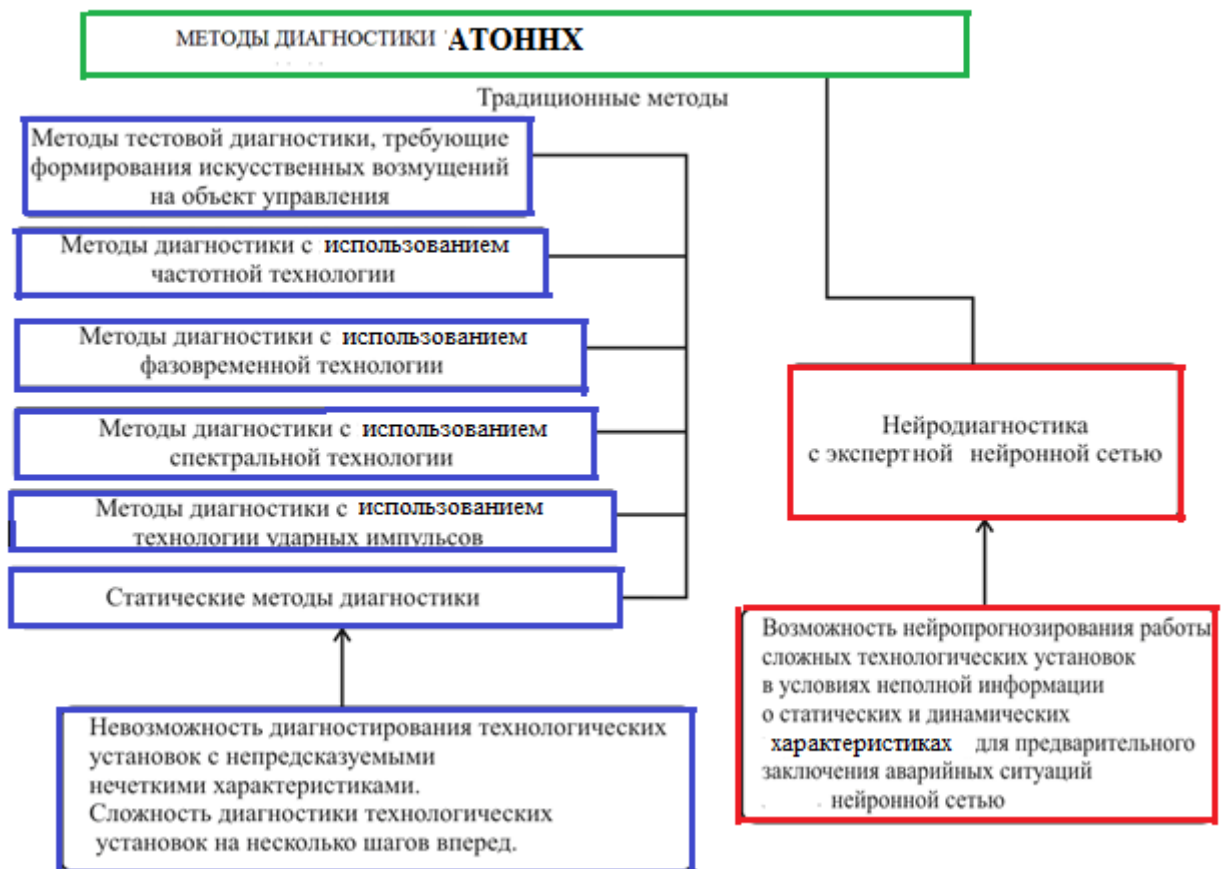 МЕТОДЫ ДИАГНОСТИКИ АТОННХ
Традиционные методы
Методы тестовой диагностики, требующие
формирования искусственных возмущений
на объект управления
Методы диагностики с использованием
частотной технологии
Методы диагностики с использованием
фазовременной технологии
Методы диагностики с использованием
спектральной технологии
Методы диагностики с использованием
технологии ударных импульсов
Статические методы диагностики
Невозможность диагностирования технологических
установок с непредсказуемыми
нечеткими характеристиками.
Сложность диагностики технологических
установок на несколько шагов вперед.
Нейродиагностика
с экспертной нейронной сетью
Возможность нейропрогнозирования работы
сложных технологических установок
в условиях неполной информации
о статических и динамических
характеристиках для предварительного
заключения аварийных ситуаций
нейронной сетью